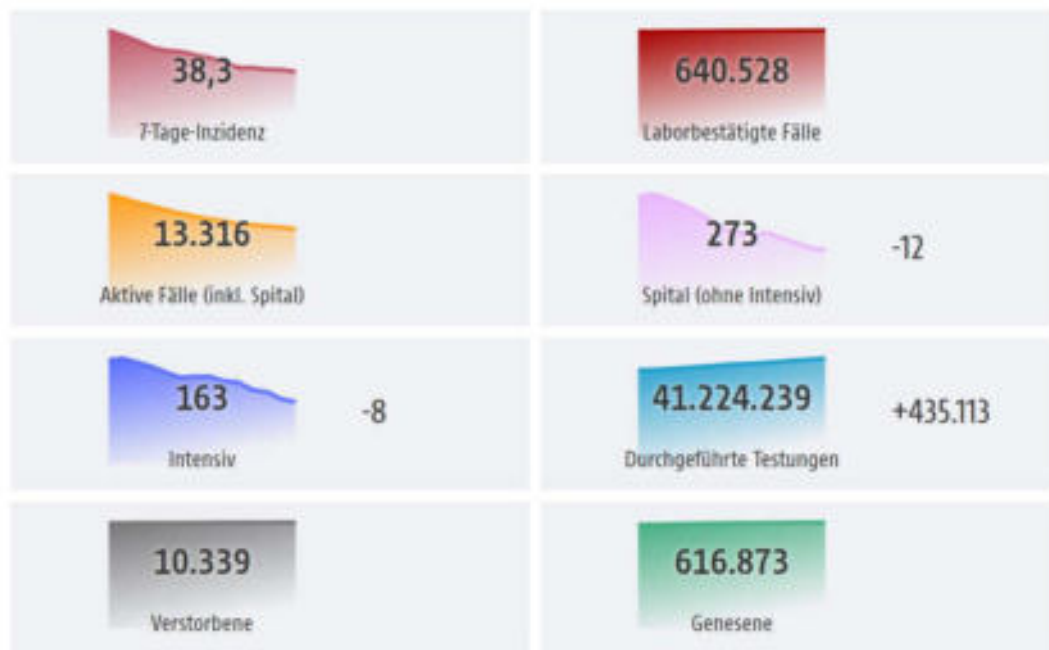 38,3
7-Tage-Inzidenz
640.528
Laborbestätigte Fälle
13.316
Aktive Fälle (inkl. Spital)
273
-12
Spital (ohne Intensiv)
163
-8
Intensiv
41.224.239
+435.113
Durchgeführte Testungen
10.339
Verstorbene
616.873
Genesene